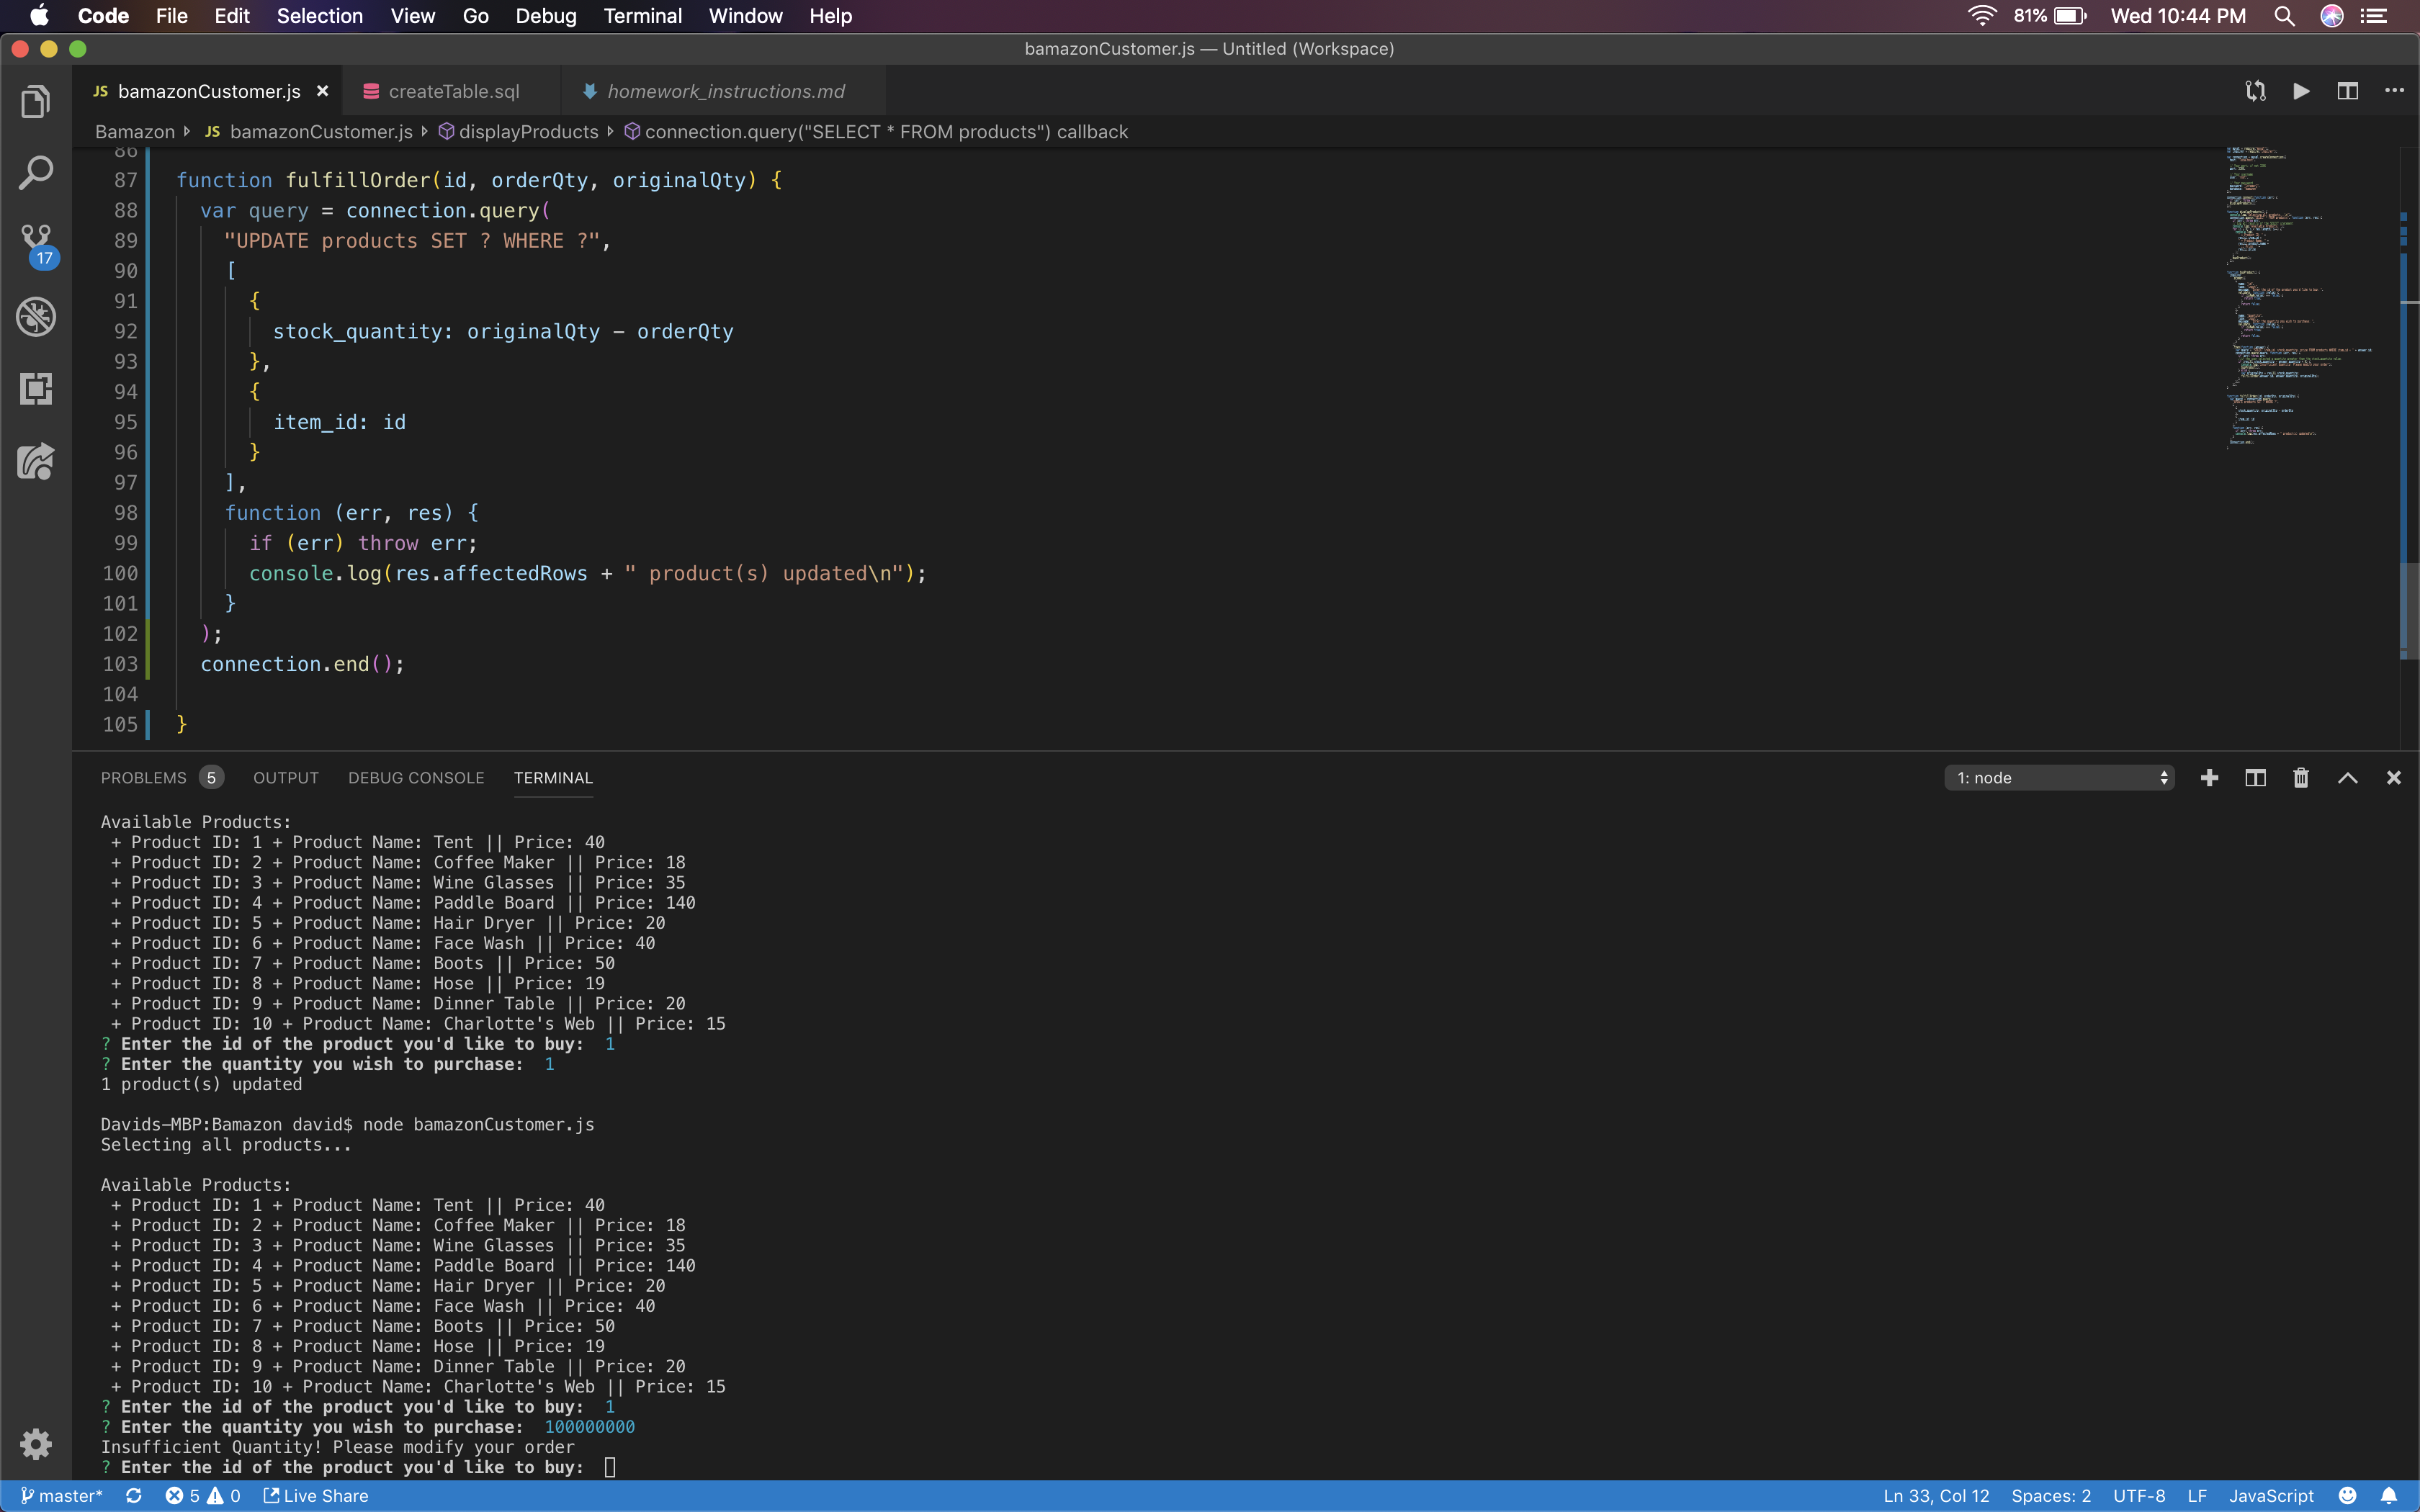 Code File Edit Selection View Go Debug Terminal Window Help 81% Wed 10:44 PM
bamazonCustomer.js — Untitled (Workspace)
JS bamazonCustomer.js × createTable.sql homework_instructions.md
Bamazon JS bamazonCustomer.js displayProducts connection.query("SELECT * FROM products") callback
86
87 function fulfillOrder(id, orderQty, originalQty) {
88 var query = connection.query(
89 "UPDATE products SET ? WHERE ?",
90 [
91 {
92 stock_quantity: originalQty - orderQty
93 },
94 {
95 item_id: id
96 }
97 ],
98 function (err, res) {
99 if (err) throw err;
100 console.log(res.affectedRows + " product(s) updated\n");
101 }
102 );
103 connection.end();
104
105 }
17
PROBLEMS 5 OUTPUT DEBUG CONSOLE TERMINAL 1: node
Available Products:
+ Product ID: 1 + Product Name: Tent || Price: 40
+ Product ID: 2 + Product Name: Coffee Maker || Price: 18
+ Product ID: 3 + Product Name: Wine Glasses || Price: 35
+ Product ID: 4 + Product Name: Paddle Board || Price: 140
+ Product ID: 5 + Product Name: Hair Dryer || Price: 20
+ Product ID: 6 + Product Name: Face Wash || Price: 40
+ Product ID: 7 + Product Name: Boots || Price: 50
+ Product ID: 8 + Product Name: Hose || Price: 19
+ Product ID: 9 + Product Name: Dinner Table || Price: 20
+ Product ID: 10 + Product Name: Charlotte's Web || Price: 15
? Enter the id of the product you'd like to buy: 1
? Enter the quantity you wish to purchase: 1
1 product(s) updated
Davids-MBP:Bamazon david$ node bamazonCustomer.js
Selecting all products...
Available Products:
+ Product ID: 1 + Product Name: Tent || Price: 40
+ Product ID: 2 + Product Name: Coffee Maker || Price: 18
+ Product ID: 3 + Product Name: Wine Glasses || Price: 35
+ Product ID: 4 + Product Name: Paddle Board || Price: 140
+ Product ID: 5 + Product Name: Hair Dryer || Price: 20
+ Product ID: 6 + Product Name: Face Wash || Price: 40
+ Product ID: 7 + Product Name: Boots || Price: 50
+ Product ID: 8 + Product Name: Hose || Price: 19
+ Product ID: 9 + Product Name: Dinner Table || Price: 20
+ Product ID: 10 + Product Name: Charlotte's Web || Price: 15
? Enter the id of the product you'd like to buy: 1
? Enter the quantity you wish to purchase: 100000000
Insufficient Quantity! Please modify your order
? Enter the id of the product you'd like to buy:
master* 5 0 Live Share Ln 33, Col 12 Spaces: 2 UTF-8 LF JavaScript